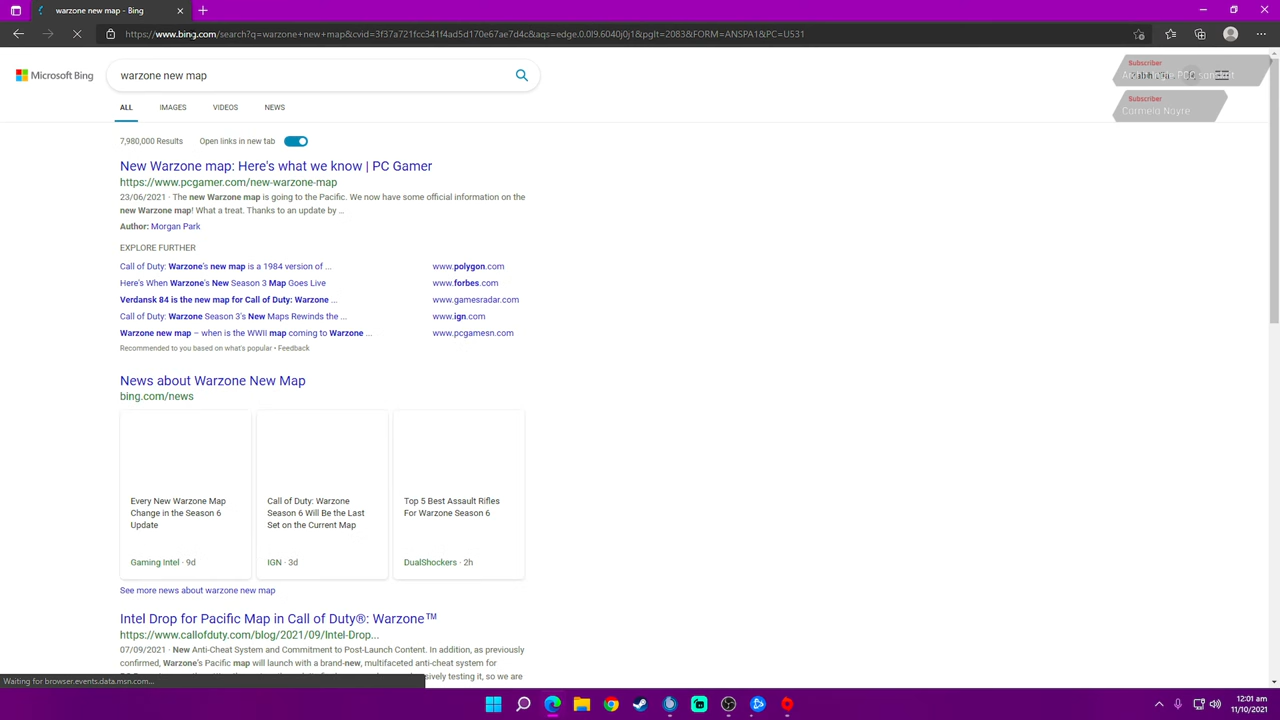 warzone new map - Bing
https://www.bing.com/search?q=warzone+new+map&cvid=3f37a721fcc341f4ad5d170e67ae7d4c&aqs=edge.0.0l9.6040j0j1&pglt=2083&FORM=ANSPA1&PC=U531
Microsoft Bing
warzone new map
Subscriber
Subscriber
Carmela Nayre
ALL
IMAGES
VIDEOS
NEWS
7,980,000 Results
Open links in new tab
New Warzone map: Here's what we know | PC Gamer
https://www.pcgamer.com/new-warzone-map
23/06/2021 · The new Warzone map is going to the Pacific. We now have some official information on the
new Warzone map! What a treat. Thanks to an update by ...
Author: Morgan Park
EXPLORE FURTHER
Call of Duty: Warzone's new map is a 1984 version of ... www.polygon.com
Here's When Warzone's New Season 3 Map Goes Live www.forbes.com
Verdansk 84 is the new map for Call of Duty: Warzone ... www.gamesradar.com
Call of Duty: Warzone Season 3's New Maps Rewinds the ... www.ign.com
Warzone new map – when is the WWII map coming to Warzone ... www.pcgamesn.com
Recommended to you based on what's popular • Feedback
News about Warzone New Map
bing.com/news
Every New Warzone Map
Change in the Season 6
Update
Gaming Intel · 9d
Call of Duty: Warzone
Season 6 Will Be the Last
Set on the Current Map
IGN · 3d
Top 5 Best Assault Rifles
For Warzone Season 6
DualShockers · 2h
See more news about warzone new map
Intel Drop for Pacific Map in Call of Duty®: Warzone™
https://www.callofduty.com/blog/2021/09/Intel-Drop...
07/09/2021 · New Anti-Cheat System and Commitment to Post-Launch Content. In addition, as previously
confirmed, Warzone's Pacific map will launch with a brand-new, multifaceted anti-cheat system for
we are
Waiting for browser.events.data.msn.com...
12:01 am
11/10/2021